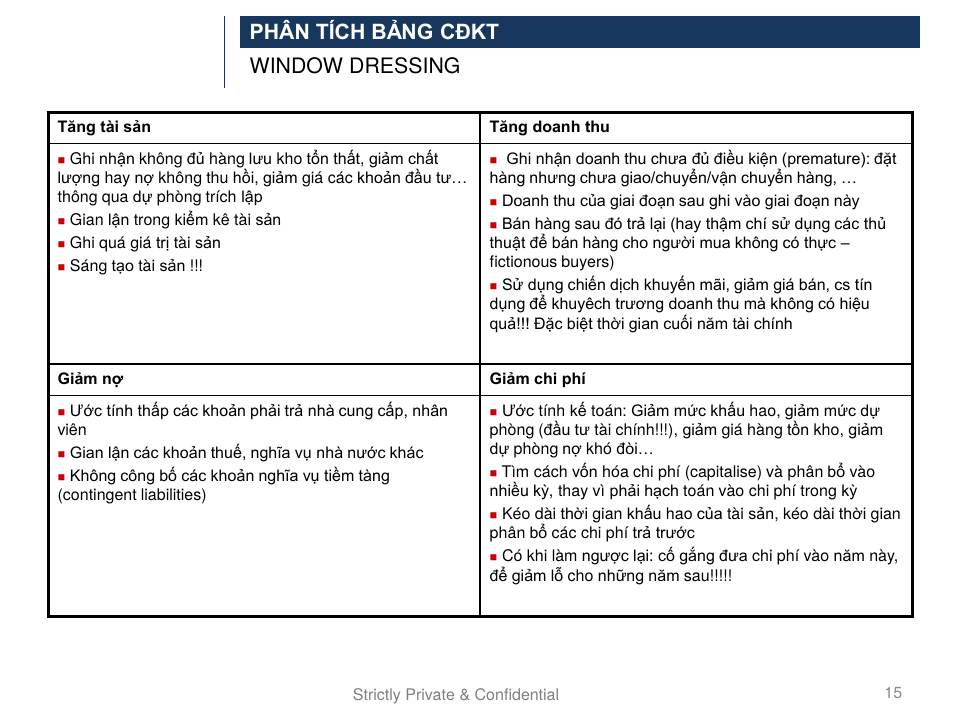 PHÂN TÍCH BẢNG CĐKT
WINDOW DRESSING
Tăng tài sản
■ Ghi nhận không đủ hàng lưu kho tổn thất, giảm chất
lượng hay nợ không thu hồi, giảm giá các khoản đầu tư…
thông qua dự phòng trích lập
■ Gian lận trong kiểm kê tài sản
■ Ghi quá giá trị tài sản
■ Sáng tạo tài sản !!!
Tăng doanh thu
■ Ghi nhận doanh thu chưa đủ điều kiện (premature): đặt
hàng nhưng chưa giao/chuyển/vận chuyển hàng, …
■ Doanh thu của giai đoạn sau ghi vào giai đoạn này
■ Bán hàng sau đó trả lại (hay thậm chí sử dụng các thủ
thuật để bán hàng cho người mua không có thực –
fictionous buyers)
■ Sử dụng chiến dịch khuyến mãi, giảm giá bán, cs tín
dụng để khuyêch trương doanh thu mà không có hiệu
quả!!! Đặc biệt thời gian cuối năm tài chính
Giảm nợ
■ Ước tính thấp các khoản phải trả nhà cung cấp, nhân
viên
■ Gian lận các khoản thuế, nghĩa vụ nhà nước khác
■ Không công bố các khoản nghĩa vụ tiềm tàng
(contingent liabilities)
Giảm chi phí
■ Ước tính kế toán: Giảm mức khấu hao, giảm mức dự
phòng (đầu tư tài chính!!!), giảm giá hàng tồn kho, giảm
dự phòng nợ khó đòi…
■ Tìm cách vốn hóa chi phí (capitalise) và phân bổ vào
nhiều kỳ, thay vì phải hạch toán vào chi phí trong kỳ
■ Kéo dài thời gian khấu hao của tài sản, kéo dài thời gian
phân bổ các chi phí trả trước
■ Có khi làm ngược lại: cố gắng đưa chi phí vào năm này,
để giảm lỗ cho những năm sau!!!!!
Strictly Private & Confidential
15